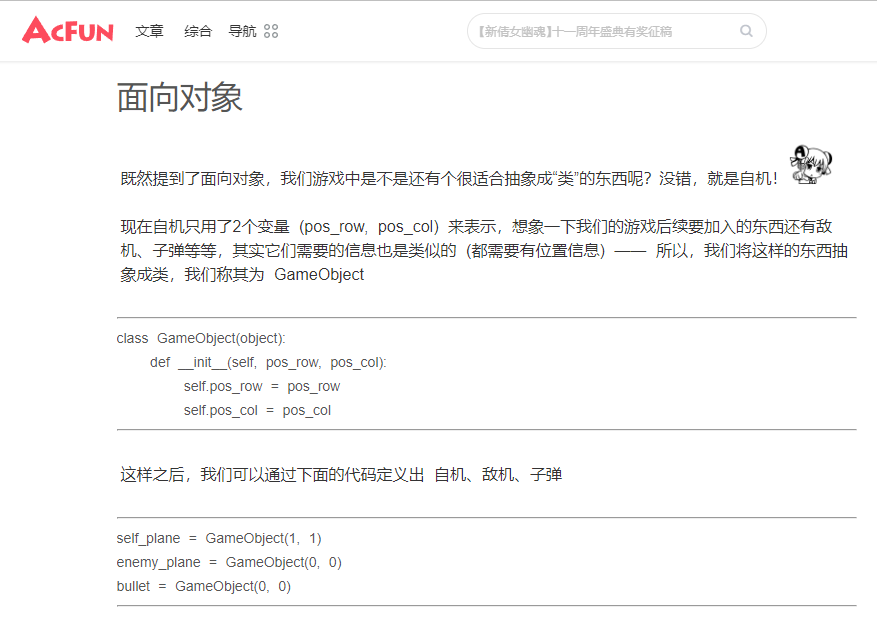 AcFun 文章 综合 导航 【新倩女幽魂】十一周年盛典有奖征稿
面向对象
既然提到了面向对象，我们游戏中是不是还有个很适合抽象成“类”的东西呢？没错，就是自机！
现在自机只用了2个变量（pos_row, pos_col）来表示，想象一下我们的游戏后续要加入的东西还有敌
机、子弹等等，其实它们需要的信息也是类似的（都需要有位置信息）—— 所以，我们将这样的东西抽
象成类，我们称其为 GameObject
class GameObject(object):
def __init__(self, pos_row, pos_col):
self.pos_row = pos_row
self.pos_col = pos_col
这样之后，我们可以通过下面的代码定义出 自机、敌机、子弹
self_plane = GameObject(1, 1)
enemy_plane = GameObject(0, 0)
bullet = GameObject(0, 0)